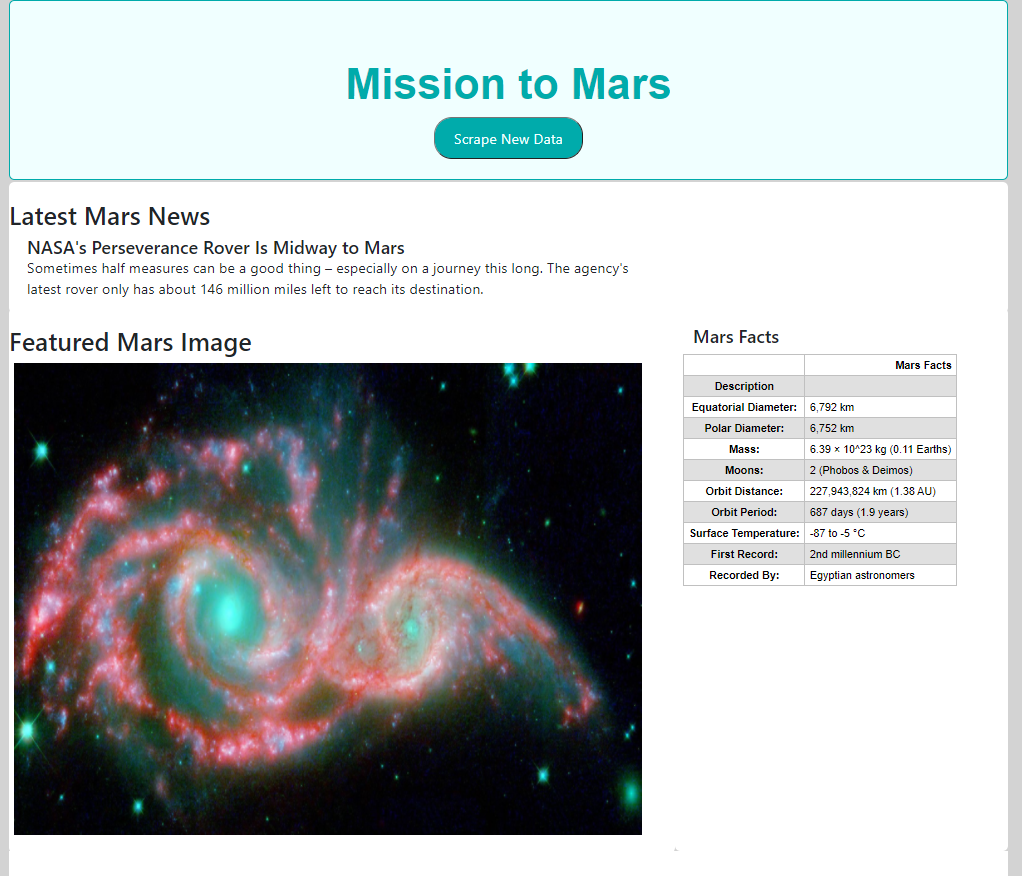 Mission to Mars
Scrape New Data
Latest Mars News
NASA's Perseverance Rover Is Midway to Mars
Sometimes half measures can be a good thing – especially on a journey this long. The agency's
latest rover only has about 146 million miles left to reach its destination.
Featured Mars Image
Mars Facts
Mars Facts
Description
Equatorial Diameter: 6,792 km
Polar Diameter: 6,752 km
Mass: 6.39 × 10^23 kg (0.11 Earths)
Moons: 2 (Phobos & Deimos)
Orbit Distance: 227,943,824 km (1.38 AU)
Orbit Period: 687 days (1.9 years)
Surface Temperature: -87 to -5 °C
First Record: 2nd millennium BC
Recorded By: Egyptian astronomers